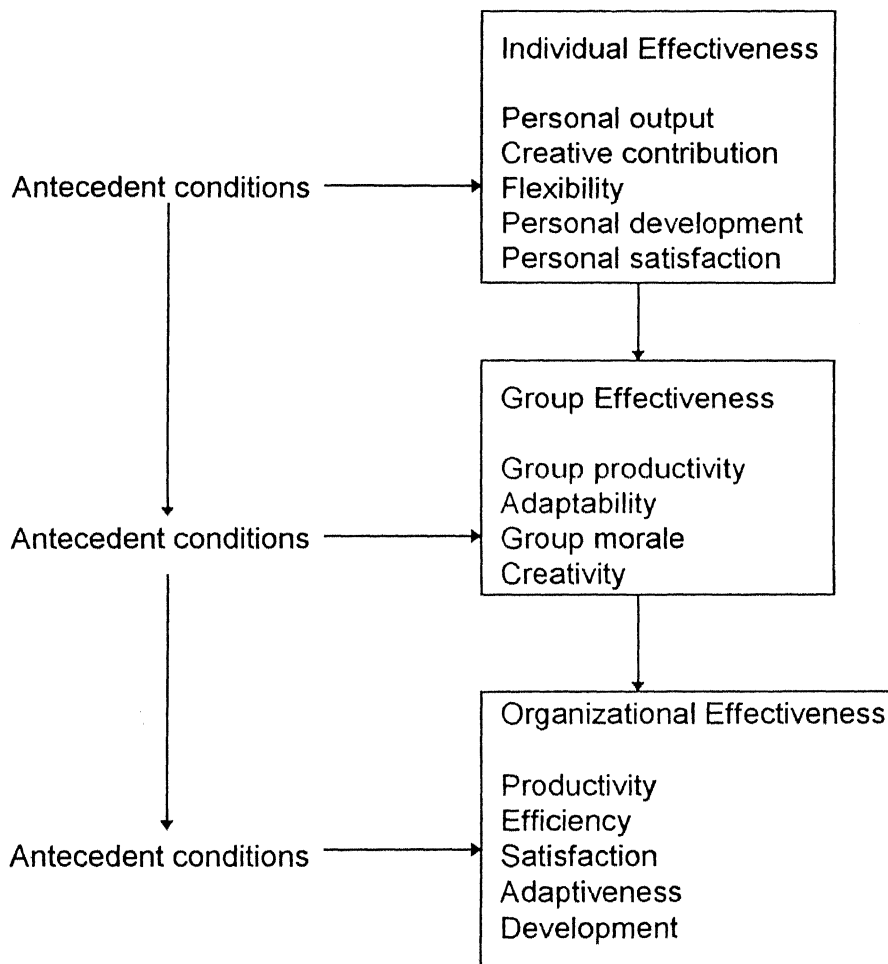 Individual Effectiveness
Personal output
Creative contribution
Antecedent conditions
Flexibility
Personal development
Personal satisfaction
Group Effectiveness
Group productivity
Adaptability
Antecedent conditions
Group morale
Creativity
Organizational Effectiveness
Productivity
Efficiency
Antecedent conditions
Satisfaction
Adaptiveness
Development